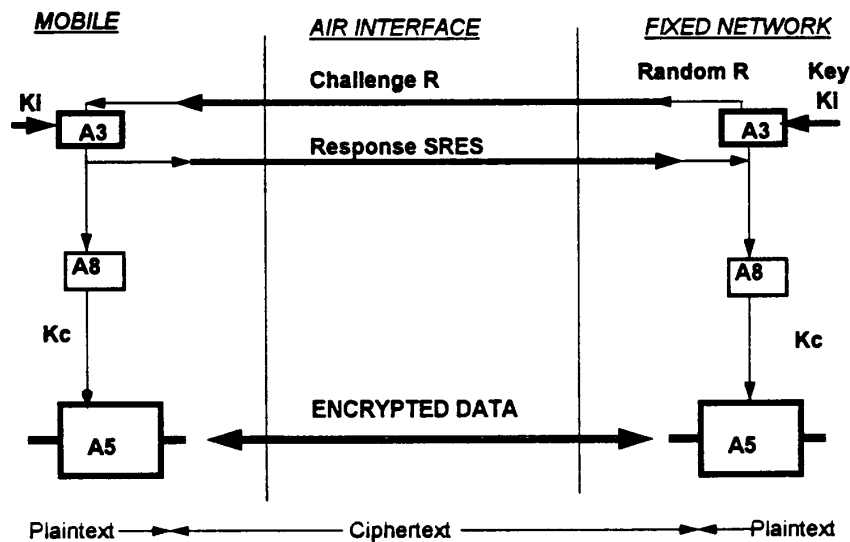 MOBILE AIR INTERFACE FIXED NETWORK
Challenge R Random R Key
Ki Ki
A3 A3
Response SRES
A8 A8
Kc Kc
ENCRYPTED DATA
A5 A5
Plaintext Ciphertext Plaintext